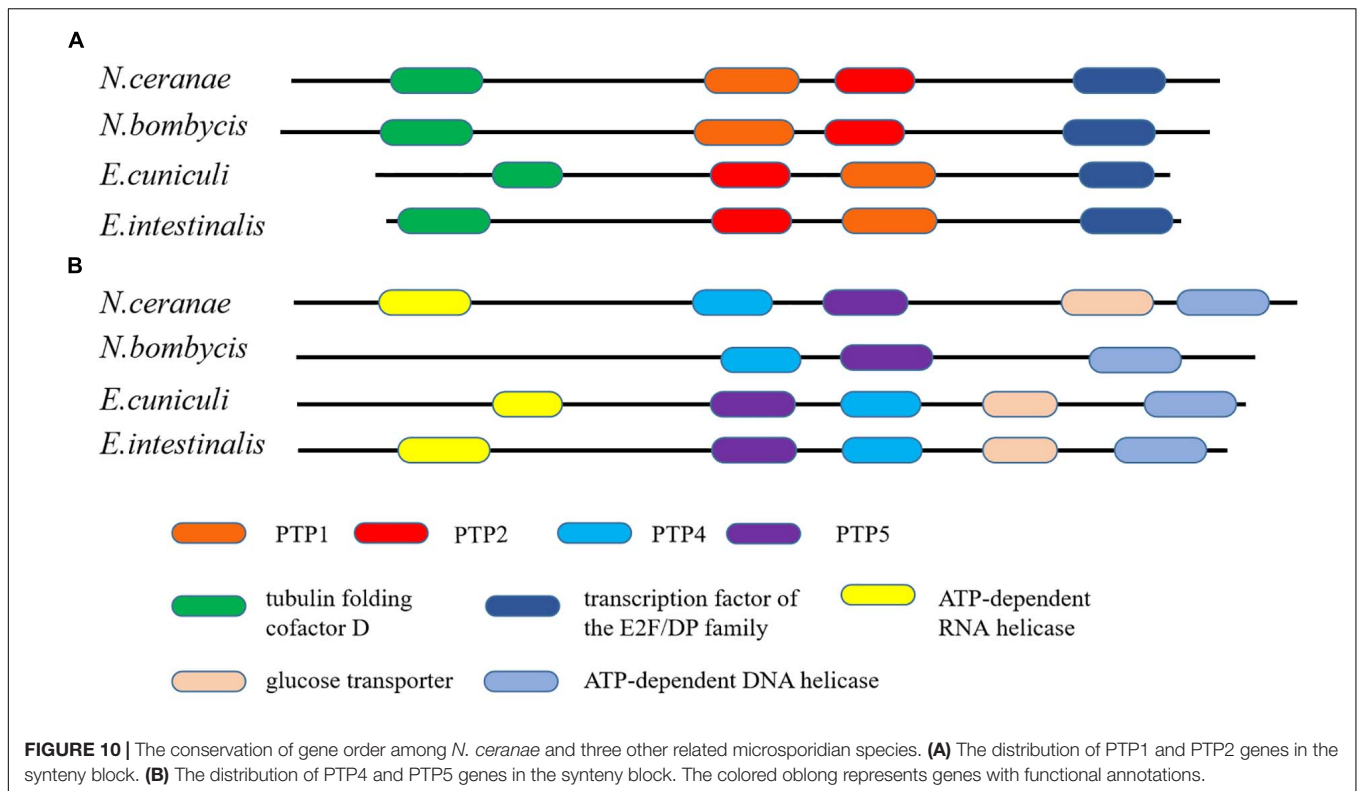 A
N.ceranae
N.bombycis
E.cuniculi
E.intestinalis
B
N.ceranae
N.bombycis
E.cuniculi
E.intestinalis
PTP1 PTP2 PTP4 PTP5
tubulin folding
cofactor D
transcription factor of
the E2F/DP family
ATP-dependent
RNA helicase
glucose transporter
ATP-dependent DNA helicase
FIGURE 10 | The conservation of gene order among N. ceranae and three other related microsporidian species. (A) The distribution of PTP1 and PTP2 genes in the
synteny block. (B) The distribution of PTP4 and PTP5 genes in the synteny block. The colored oblong represents genes with functional annotations.